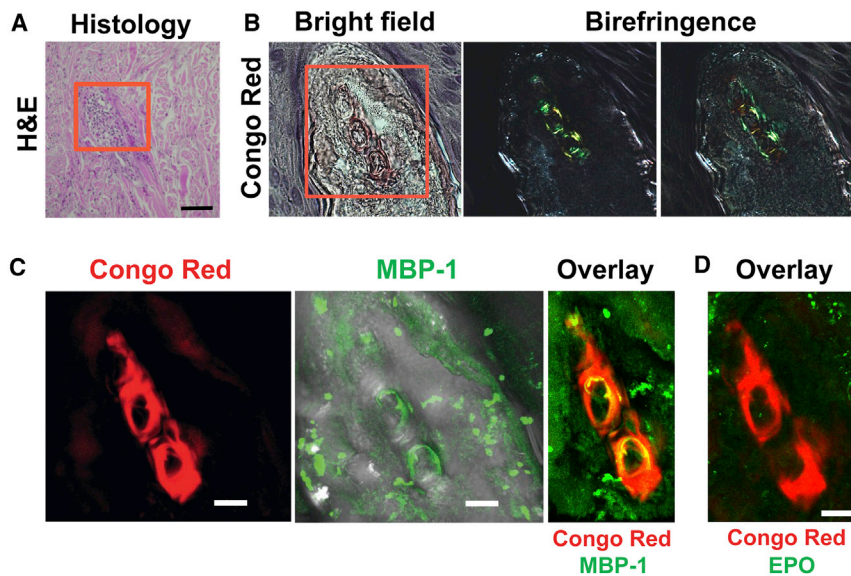 A
Histology
H&E
B
Bright field
Birefringence
Congo Red
C
Congo Red
MBP-1
Overlay
Congo Red
MBP-1
D
Overlay
Congo Red
EPO